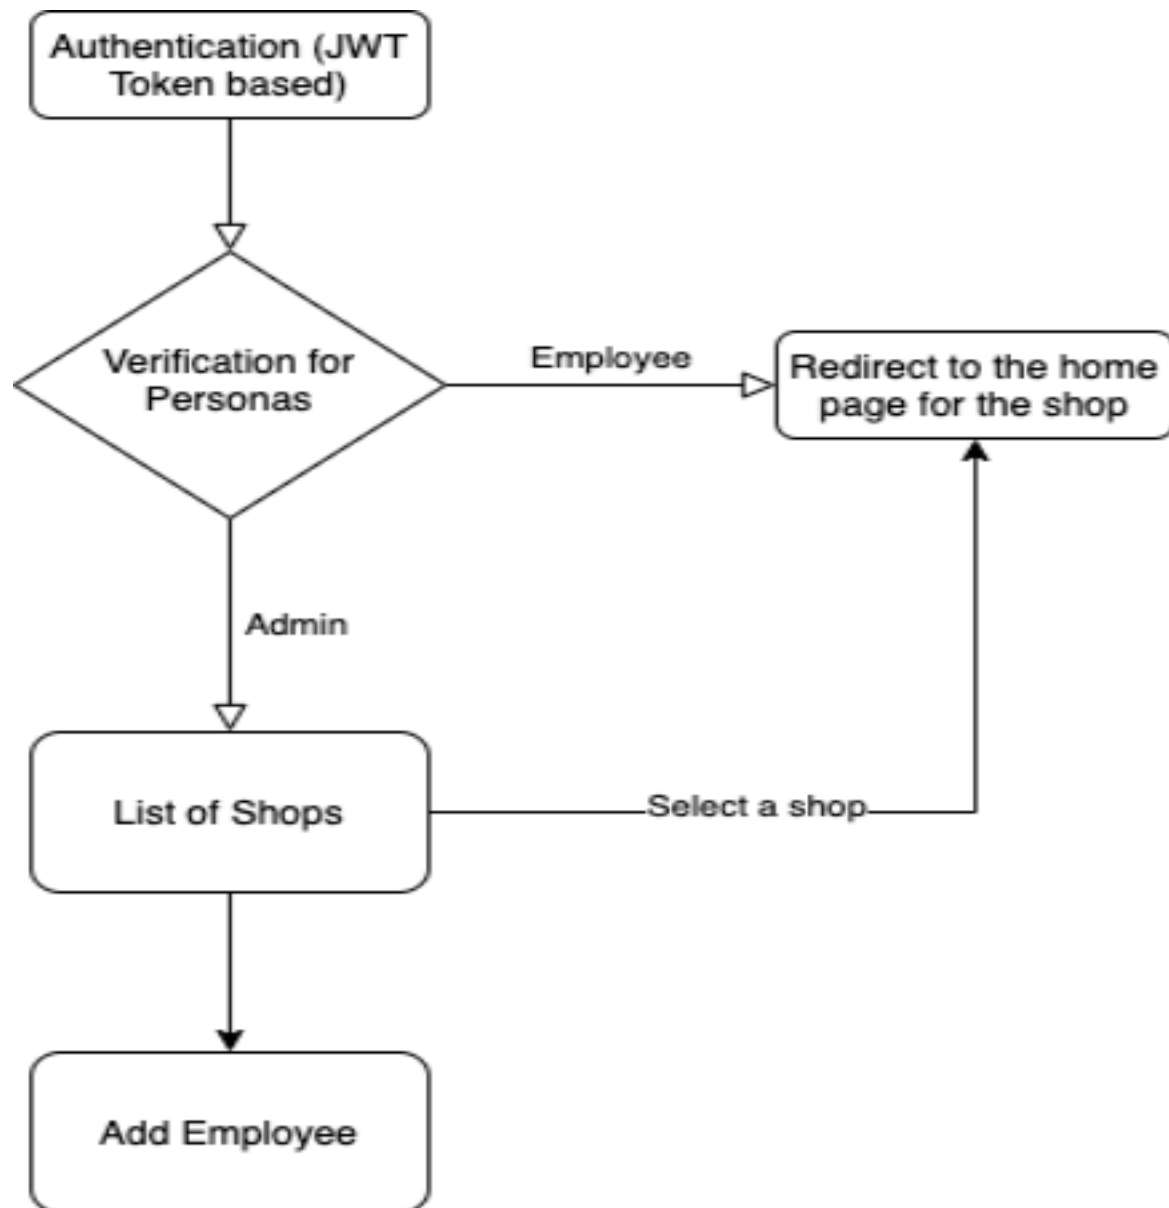 Authentication (JWT
Token based)
Verification for
Personas
Employee
Redirect to the home
page for the shop
Admin
List of Shops
Select a shop
Add Employee